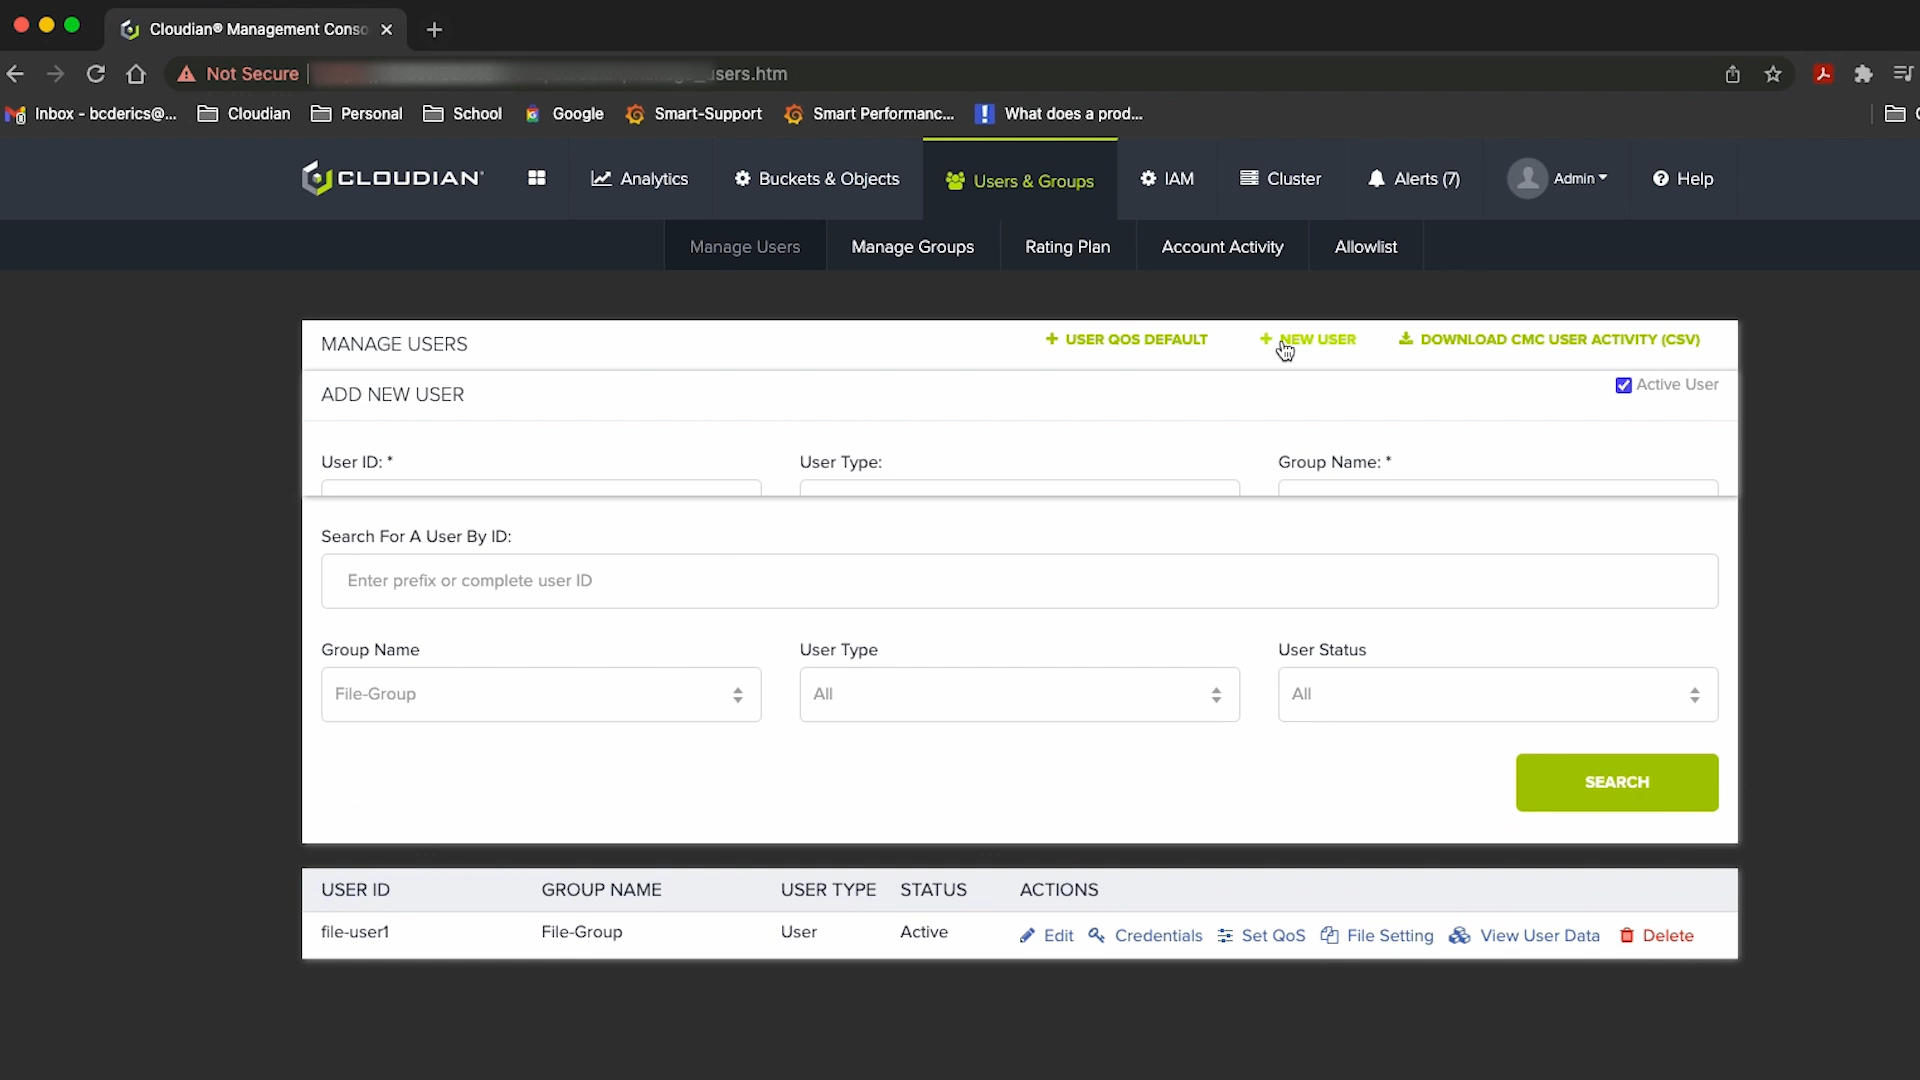 Cloudian® Management Conso
Not Secure
sers.htm
Inbox - bcderics@... Cloudian Personal School Google Smart-Support Smart Performanc... What does a prod...
CLOUDIAN Analytics Buckets & Objects Users & Groups IAM Cluster Alerts (7) Admin Help
Manage Users Manage Groups Rating Plan Account Activity Allowlist
MANAGE USERS + USER QOS DEFAULT + NEW USER DOWNLOAD CMC USER ACTIVITY (CSV)
ADD NEW USER Active User
User ID: * User Type: Group Name: *
Search For A User By ID:
Enter prefix or complete user ID
Group Name User Type User Status
File-Group All All
SEARCH
USER ID GROUP NAME USER TYPE STATUS ACTIONS
file-user1 File-Group User Active Edit Credentials Set QoS File Setting View User Data Delete